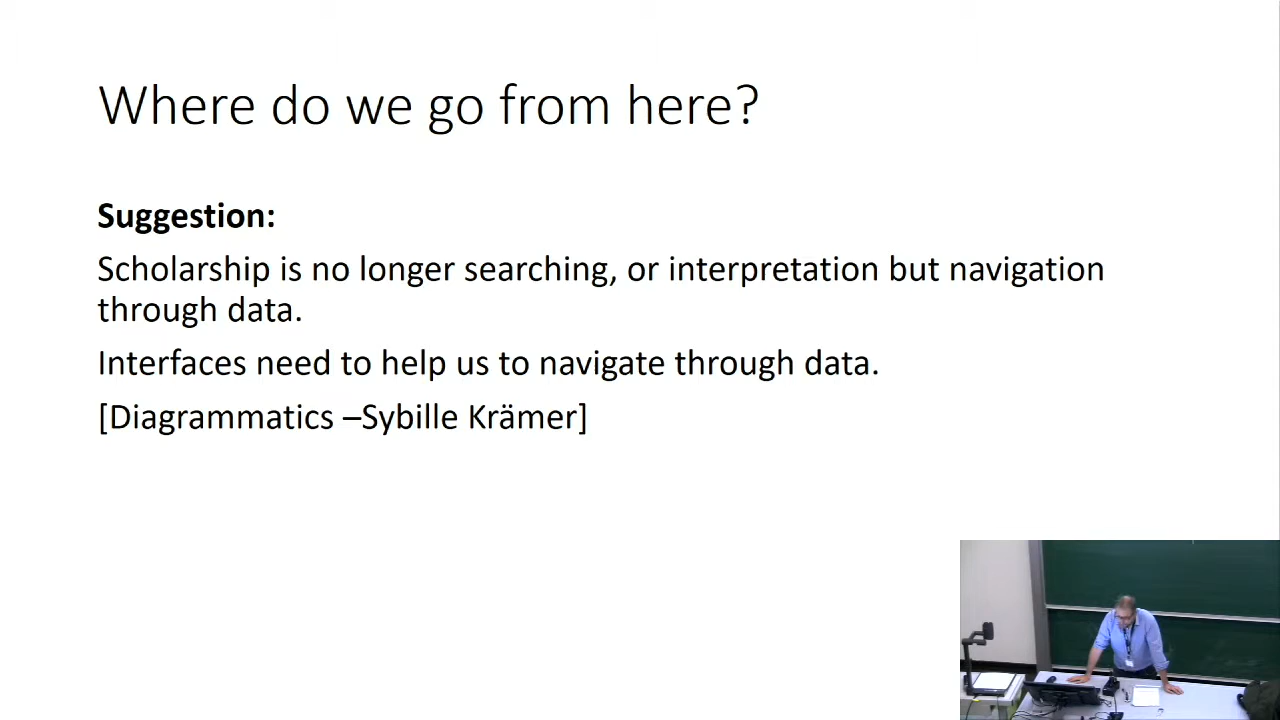 Where do we go from here?
Suggestion:
Scholarship is no longer searching, or interpretation but navigation
through data.
Interfaces need to help us to navigate through data.
[Diagrammatics –Sybille Krämer]